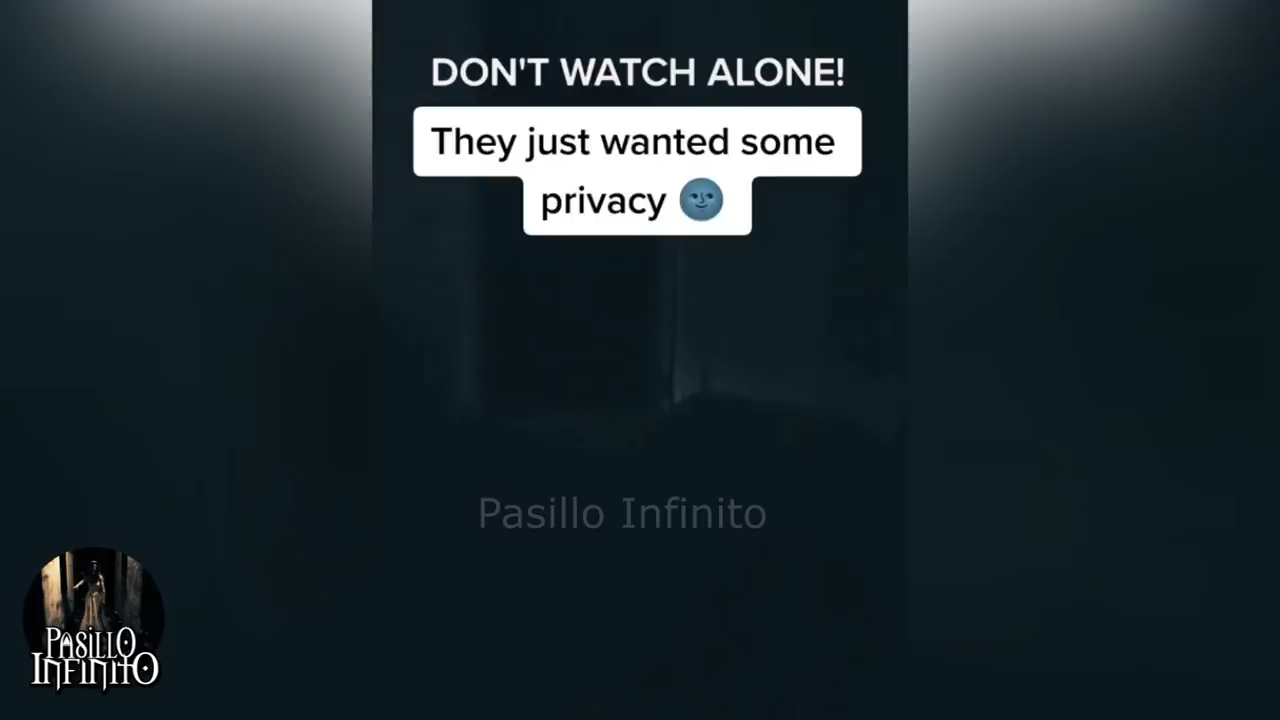 DON'T WATCH ALONE!
They just wanted some
privacy 🌚
Pasillo Infinito
PASILLO
INFINITO